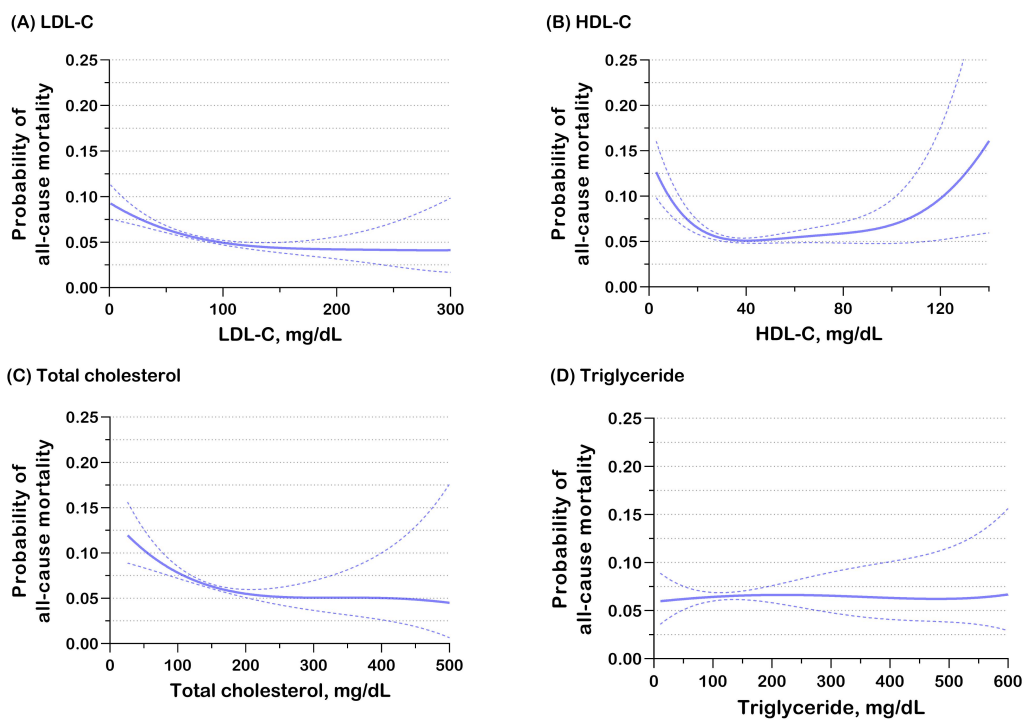 (A) LDL-C
Probability of
all-cause mortality
0.25
0.20
0.15
0.10
0.05
0.00
0
100
200
300
LDL-C, mg/dL
(B) HDL-C
Probability of
all-cause mortality
0.25
0.20
0.15
0.10
0.05
0.00
0
40
80
120
HDL-C, mg/dL
(C) Total cholesterol
Probability of
all-cause mortality
0.25
0.20
0.15
0.10
0.05
0.00
0
100
200
300
400
500
Total cholesterol, mg/dL
(D) Triglyceride
Probability of
all-cause mortality
0.25
0.20
0.15
0.10
0.05
0.00
0
100
200
300
400
500
600
Triglyceride, mg/dL